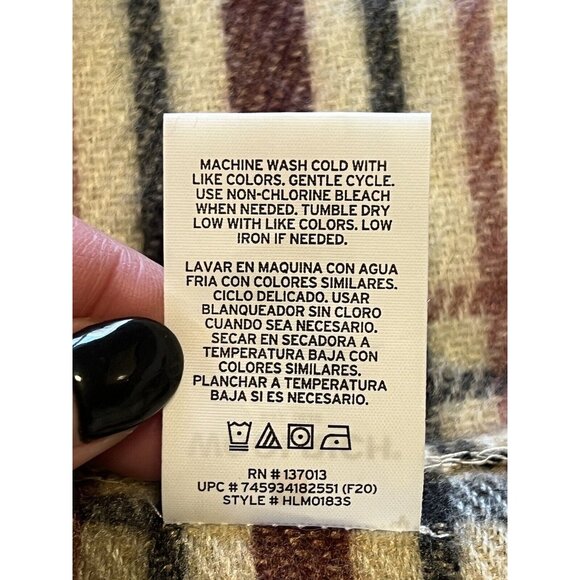 MACHINE WASH COLD WITH
LIKE COLORS. GENTLE CYCLE.
USE NON-CHLORINE BLEACH
WHEN NEEDED. TUMBLE DRY
LOW WITH LIKE COLORS. LOW
IRON IF NEEDED.
LAVAR EN MAQUINA CON AGUA
FRIA CON COLORES SIMILARES.
CICLO DELICADO. USAR
BLANQUEADOR SIN CLORO
CUANDO SEA NECESARIO.
SECAR EN SECADORA A
TEMPERATURA BAJA CON
COLORES SIMILARES.
PLANCHAR A TEMPERATURA
BAJA SI ES NECESARIO.
RN # 137013
UPC # 745934182551 (F20)
STYLE # HLM0183S